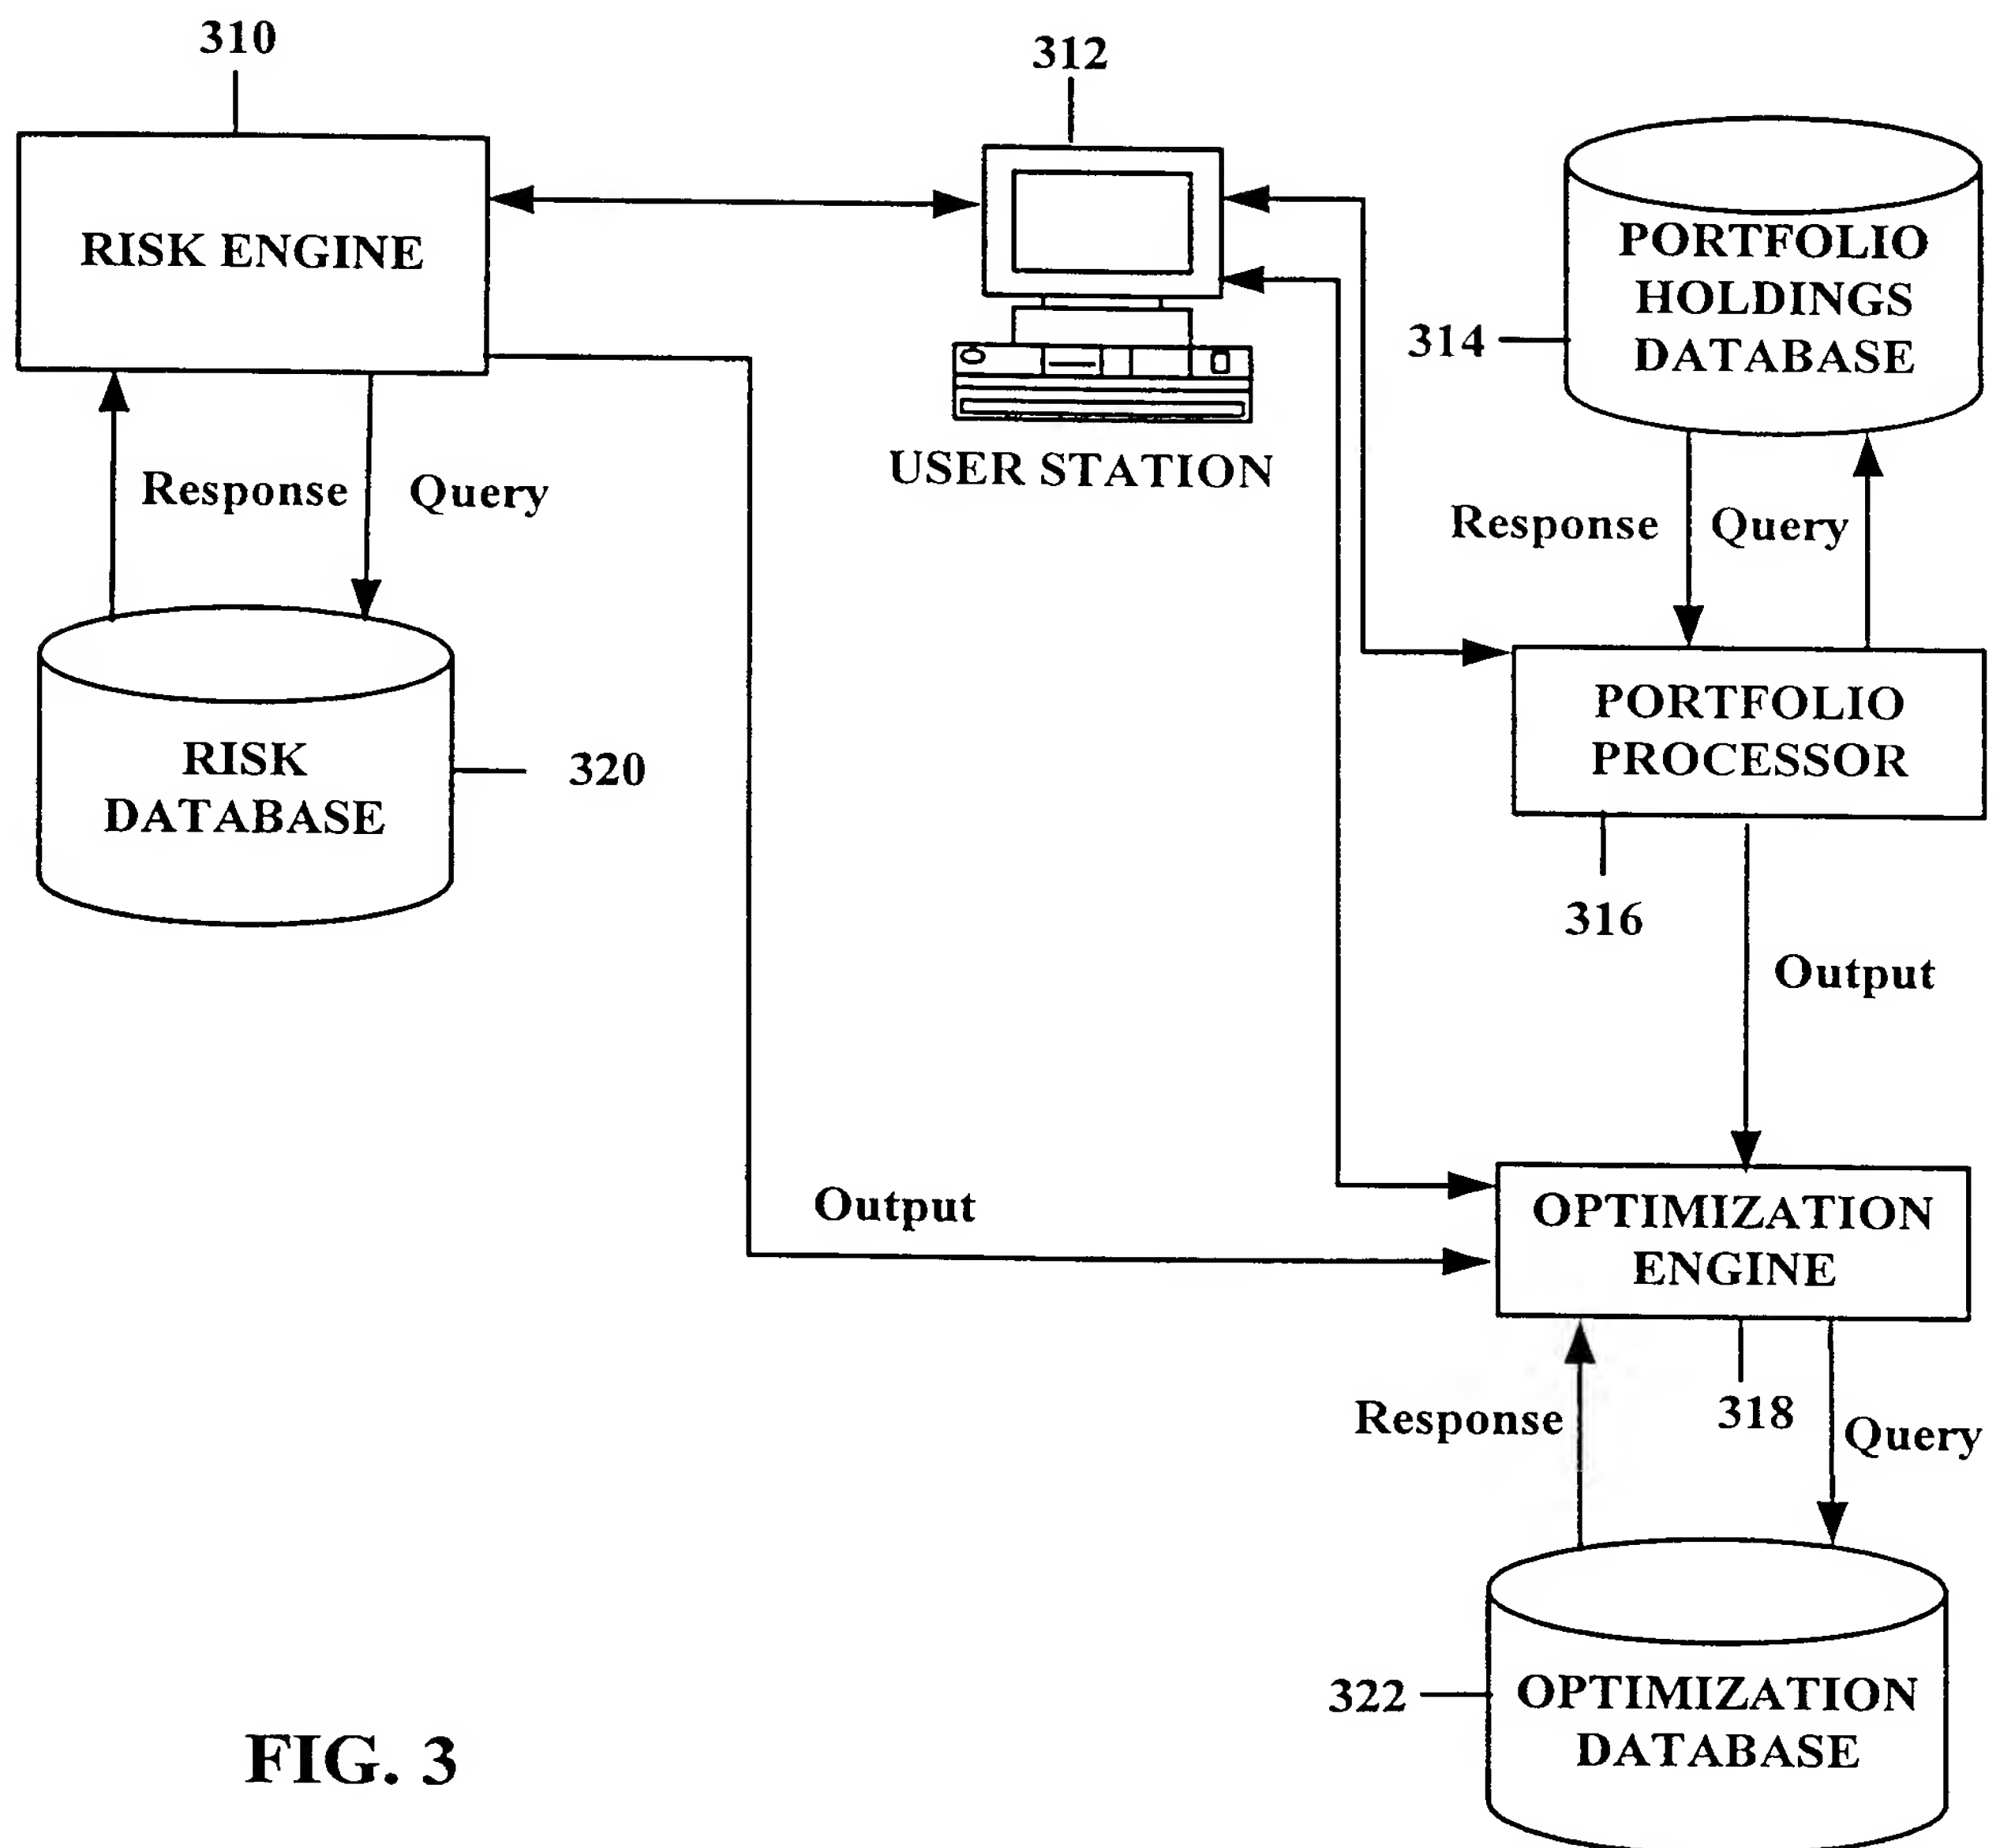 310
312
RISK ENGINE
PORTFOLIO
HOLDINGS
DATABASE
314
USER STATION
Response
Query
Response
Query
RISK
DATABASE
320
PORTFOLIO
PROCESSOR
316
Output
Output
OPTIMIZATION
ENGINE
318
Response
Query
322
OPTIMIZATION
DATABASE
FIG. 3